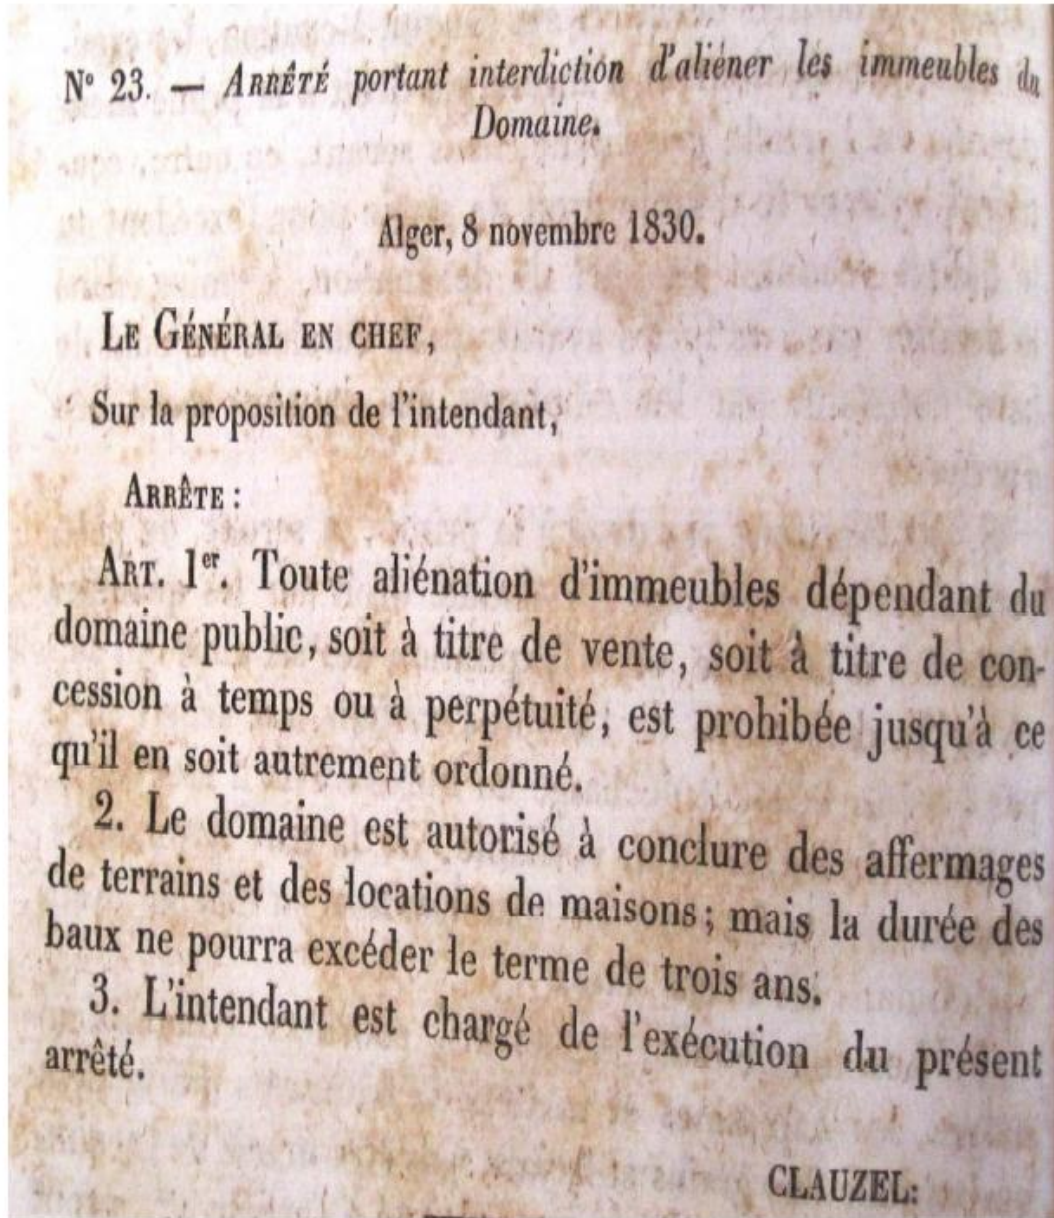 N° 23. — ARRÊTÉ portant interdiction d'aliéner les immeubles du
Domaine.
Alger, 8 novembre 1830.
LE GÉNÉRAL EN CHEF,
Sur la proposition de l'intendant,
ARRÊTE :
ART. 1er. Toute aliénation d'immeubles dépendant du
domaine public, soit à titre de vente, soit à titre de con-
cession à temps ou à perpétuité, est prohibée jusqu'à ce
qu'il en soit autrement ordonné.
2. Le domaine est autorisé à conclure des affermages
de terrains et des locations de maisons ; mais la durée des
baux ne pourra excéder le terme de trois ans.
3. L'intendant est chargé de l'exécution du présent
arrêté.
CLAUZEL.